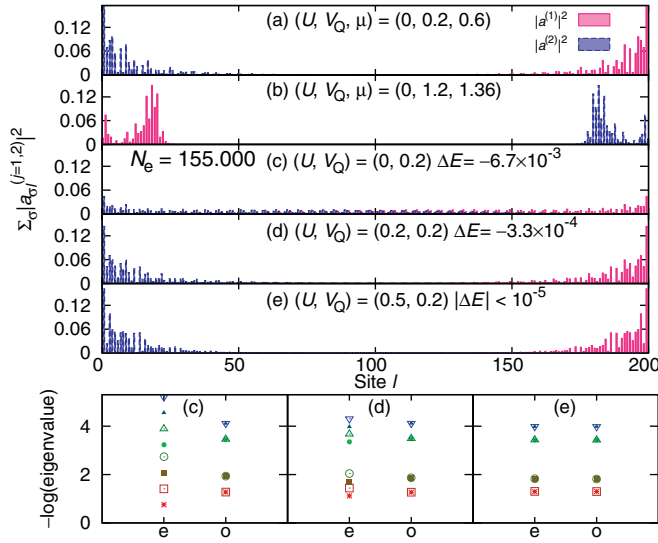 0.12
0.06
0
(a) (U, V_Q, μ) = (0, 0.2, 0.6)
|a^(1)|²
|a^(2)|²
0.12
0.06
0
(b) (U, V_Q, μ) = (0, 1.2, 1.36)
N_e = 155.000
0.12
0.06
0
(c) (U, V_Q) = (0, 0.2) ΔE = −6.7×10⁻³
0.12
0.06
0
(d) (U, V_Q) = (0.2, 0.2) ΔE = −3.3×10⁻⁴
0.12
0.06
0
(e) (U, V_Q) = (0.5, 0.2) |ΔE| < 10⁻⁵
Σ_σ|a_σl^(j=1,2)|²
0 50 100 150 200
Site l
−log(eigenvalue)
4
2
0
(c) (d) (e)
e o e o e o